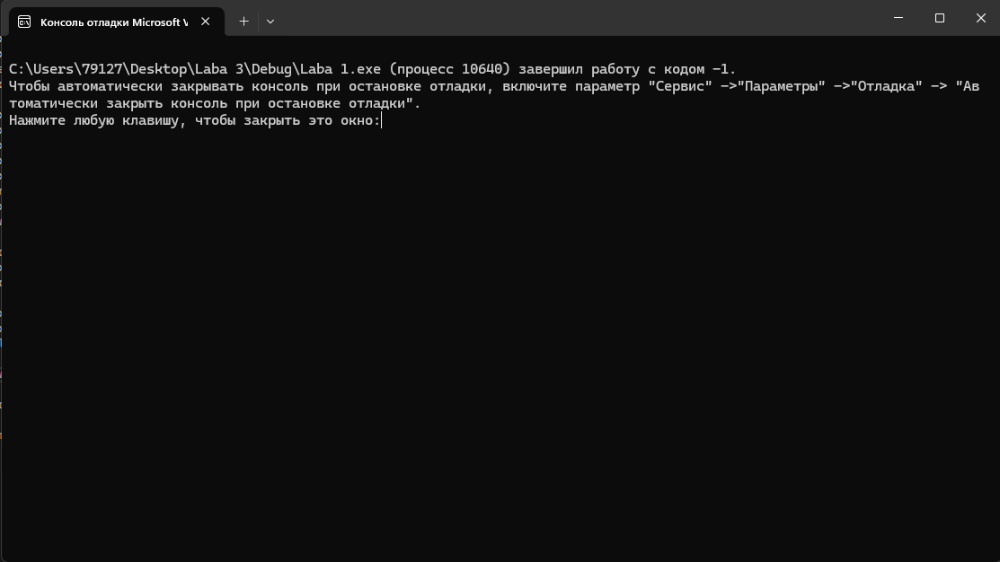 Консоль отладки Microsoft V
C:\Users\79127\Desktop\Laba 3\Debug\Laba 1.exe (процесс 10640) завершил работу с кодом -1.
Чтобы автоматически закрывать консоль при остановке отладки, включите параметр "Сервис" ->"Параметры" ->"Отладка" -> "Ав
томатически закрыть консоль при остановке отладки".
Нажмите любую клавишу, чтобы закрыть это окно: